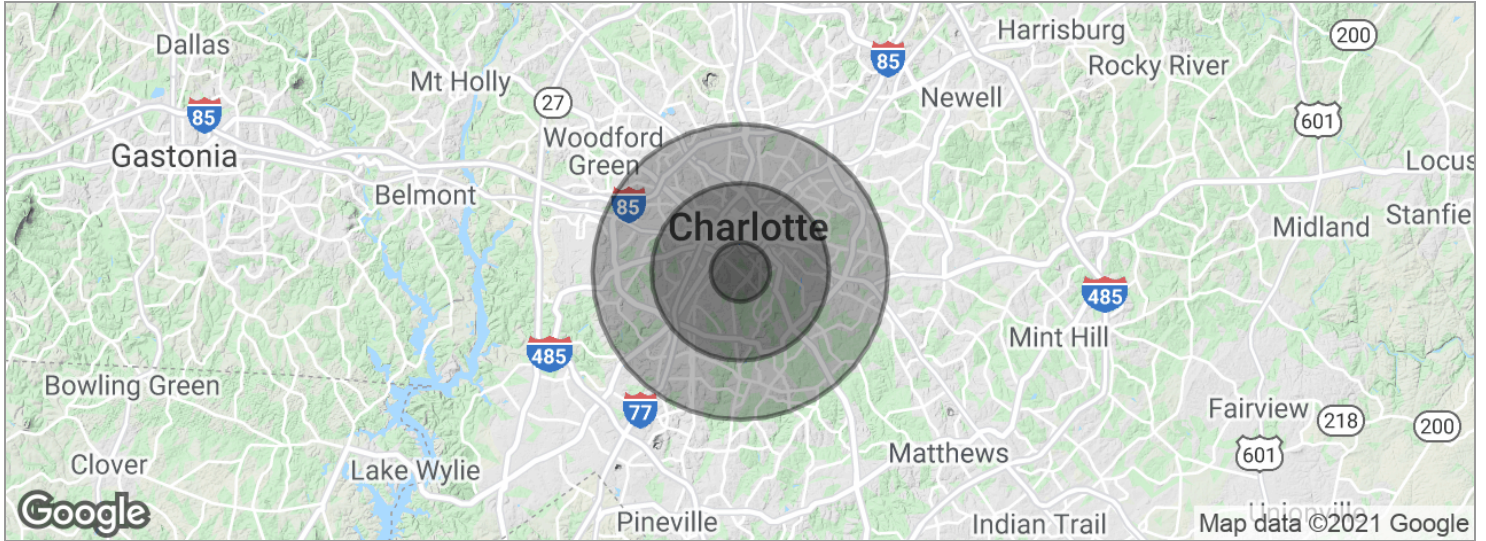 Dallas
Harrisburg
200
85
Mt Holly
Rocky River
27
85
Newell
601
Woodford
Green
Gastonia
Locus
Belmont
85
Charlotte
Midland
Stanfie
485
485
Mint Hill
Bowling Green
77
Fairview
218
200
Matthews
601
Clover
Lake Wylie
Google
Pineville
Indian Trail
Unionville
Map data ©2021 Google